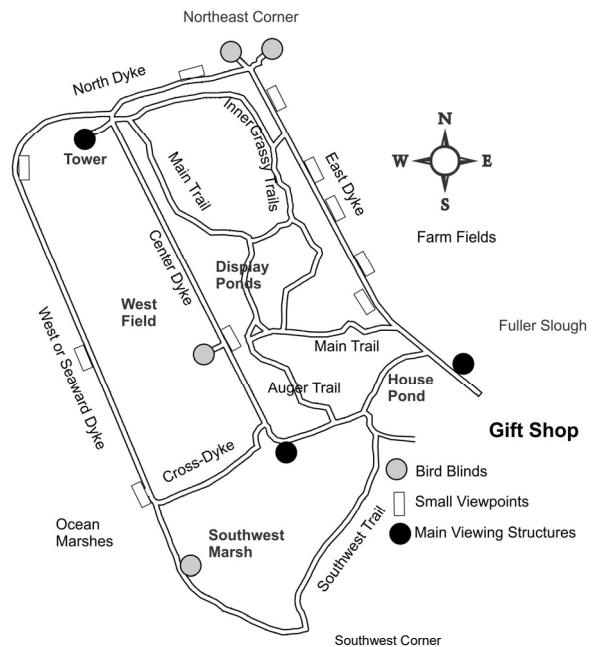 Northeast Corner
North Dyke
Inner Grassy Trails
N
W E
S
Tower
Main Trail
East Dyke
Farm Fields
Center Dyke
Display
Ponds
West
Field
West or Seaward Dyke
Fuller Slough
Main Trail
Auger Trail
House
Pond
Gift Shop
Cross-Dyke
Bird Blinds
Small Viewpoints
Main Viewing Structures
Ocean
Marshes
Southwest
Marsh
Southwest Trail
Southwest Corner